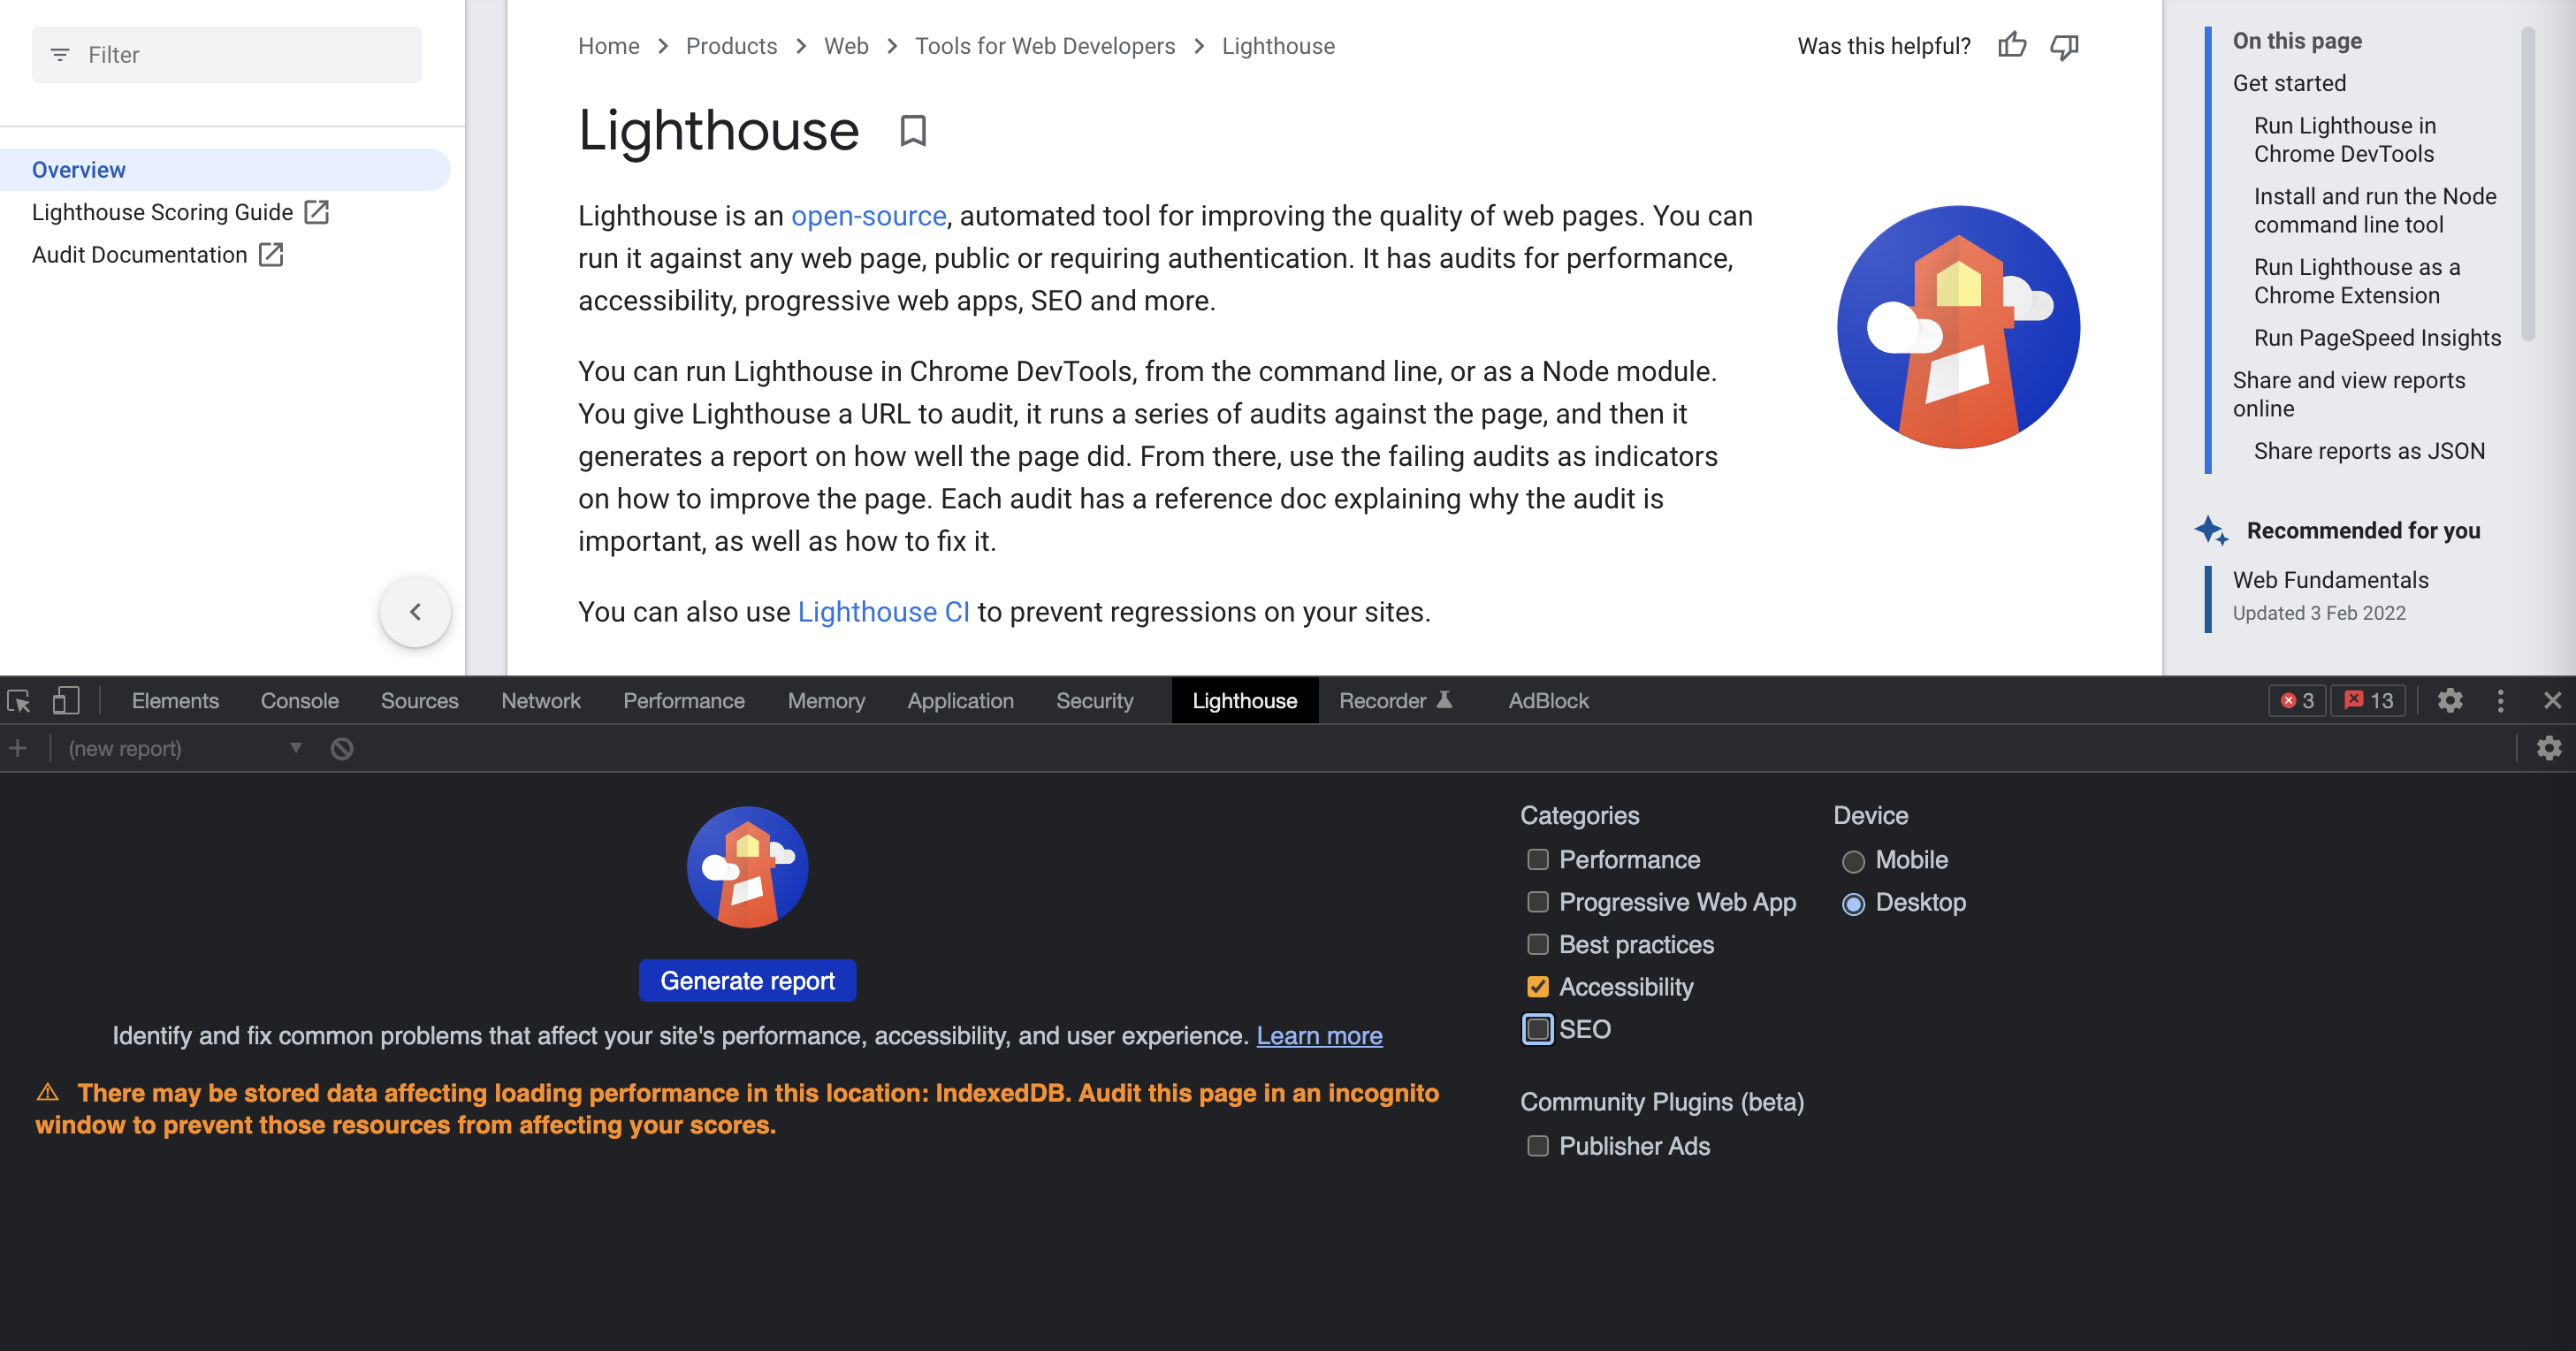 Filter
Overview
Lighthouse Scoring Guide
Audit Documentation
Home > Products > Web > Tools for Web Developers > Lighthouse
Was this helpful?
Lighthouse
Lighthouse is an open-source, automated tool for improving the quality of web pages. You can
run it against any web page, public or requiring authentication. It has audits for performance,
accessibility, progressive web apps, SEO and more.
You can run Lighthouse in Chrome DevTools, from the command line, or as a Node module.
You give Lighthouse a URL to audit, it runs a series of audits against the page, and then it
generates a report on how well the page did. From there, use the failing audits as indicators
on how to improve the page. Each audit has a reference doc explaining why the audit is
important, as well as how to fix it.
You can also use Lighthouse CI to prevent regressions on your sites.
On this page
Get started
Run Lighthouse in
Chrome DevTools
Install and run the Node
command line tool
Run Lighthouse as a
Chrome Extension
Run PageSpeed Insights
Share and view reports
online
Share reports as JSON
Recommended for you
Web Fundamentals
Updated 3 Feb 2022
Elements Console Sources Network Performance Memory Application Security Lighthouse Recorder AdBlock 3 13
(new report)
Generate report
Identify and fix common problems that affect your site's performance, accessibility, and user experience. Learn more
There may be stored data affecting loading performance in this location: IndexedDB. Audit this page in an incognito
window to prevent those resources from affecting your scores.
Categories
Performance
Progressive Web App
Best practices
Accessibility
SEO
Community Plugins (beta)
Publisher Ads
Device
Mobile
Desktop